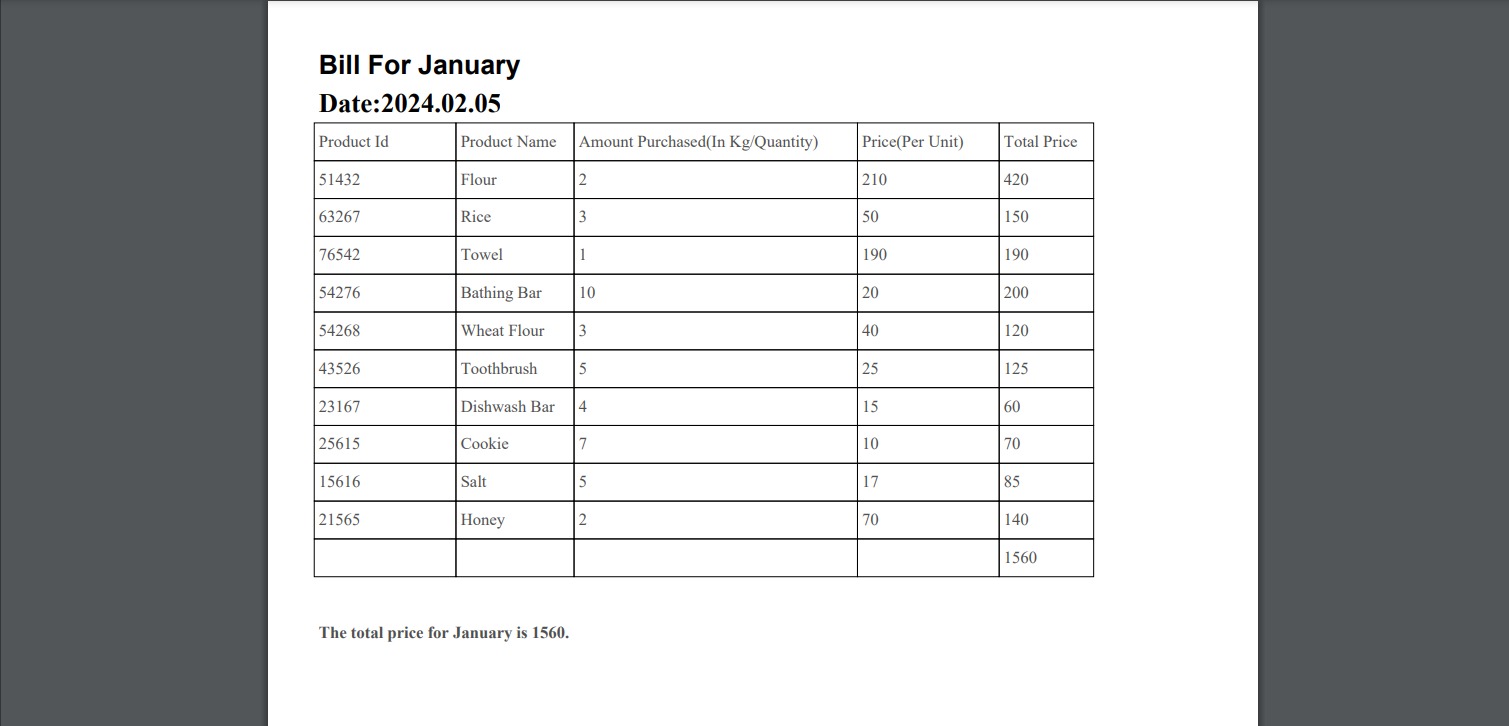 Bill For January
Date:2024.02.05
Product Id Product Name Amount Purchased(In Kg/Quantity) Price(Per Unit) Total Price
51432 Flour 2 210 420
63267 Rice 3 50 150
76542 Towel 1 190 190
54276 Bathing Bar 10 20 200
54268 Wheat Flour 3 40 120
43526 Toothbrush 5 25 125
23167 Dishwash Bar 4 15 60
25615 Cookie 7 10 70
15616 Salt 5 17 85
21565 Honey 2 70 140
1560
The total price for January is 1560.